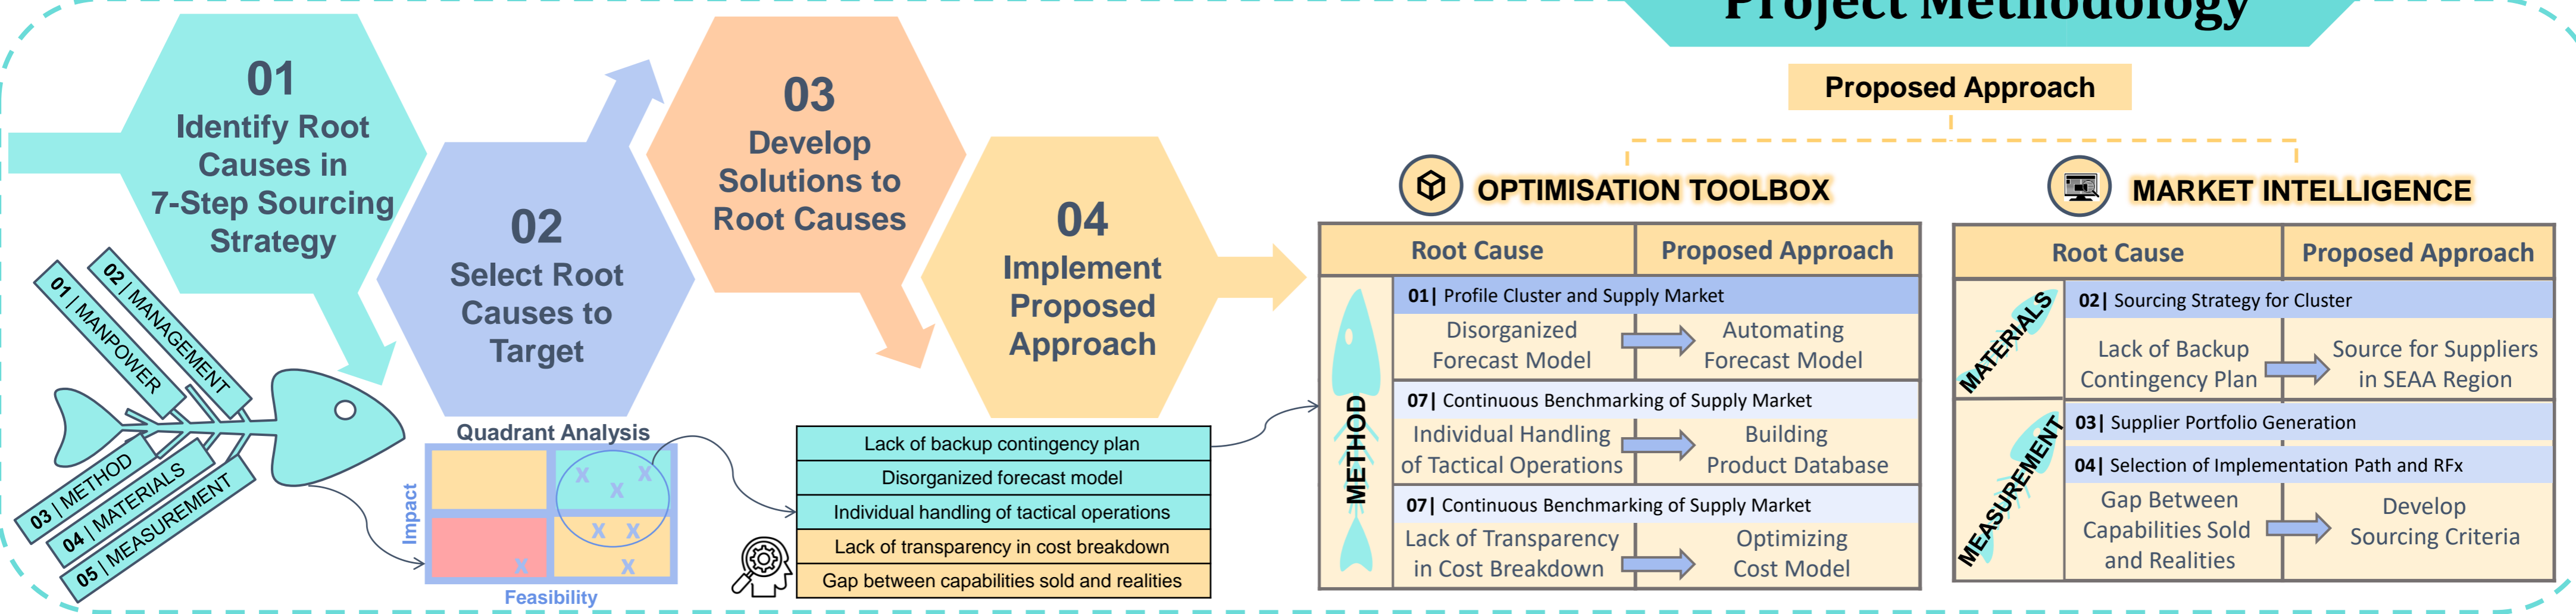 Project Methodology
01
Identify Root
Causes in
7-Step Sourcing
Strategy
02
Select Root
Causes to
Target
03
Develop
Solutions to
Root Causes
04
Implement
Proposed
Approach
01 | MANPOWER
02 | MANAGEMENT
03 | METHOD
04 | MATERIALS
05 | MEASUREMENT
Quadrant Analysis
Impact
X X
X
X X
X X
Feasibility
Lack of backup contingency plan
Disorganized forecast model
Individual handling of tactical operations
Lack of transparency in cost breakdown
Gap between capabilities sold and realities
Proposed Approach
OPTIMISATION TOOLBOX
Root Cause Proposed Approach
METHOD
01| Profile Cluster and Supply Market
Disorganized
Forecast Model
Automating
Forecast Model
07| Continuous Benchmarking of Supply Market
Individual Handling
of Tactical Operations
Building
Product Database
07| Continuous Benchmarking of Supply Market
Lack of Transparency
in Cost Breakdown
Optimizing
Cost Model
MARKET INTELLIGENCE
Root Cause Proposed Approach
MATERIALS
02| Sourcing Strategy for Cluster
Lack of Backup
Contingency Plan
Source for Suppliers
in SEAA Region
MEASUREMENT
03| Supplier Portfolio Generation
04| Selection of Implementation Path and RFx
Gap Between
Capabilities Sold
and Realities
Develop
Sourcing Criteria